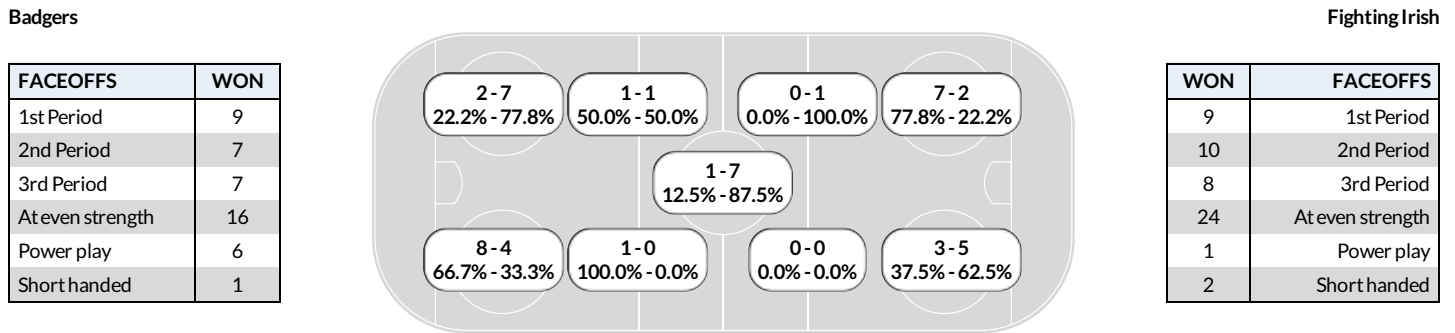 Badgers
Fighting Irish
FACEOFFS WON
1st Period 9
2nd Period 7
3rd Period 7
At even strength 16
Power play 6
Short handed 1
2 - 7
22.2% - 77.8%
1 - 1
50.0% - 50.0%
0 - 1
0.0% - 100.0%
7 - 2
77.8% - 22.2%
1 - 7
12.5% - 87.5%
8 - 4
66.7% - 33.3%
1 - 0
100.0% - 0.0%
0 - 0
0.0% - 0.0%
3 - 5
37.5% - 62.5%
WON FACEOFFS
9 1st Period
10 2nd Period
8 3rd Period
24 At even strength
1 Power play
2 Short handed